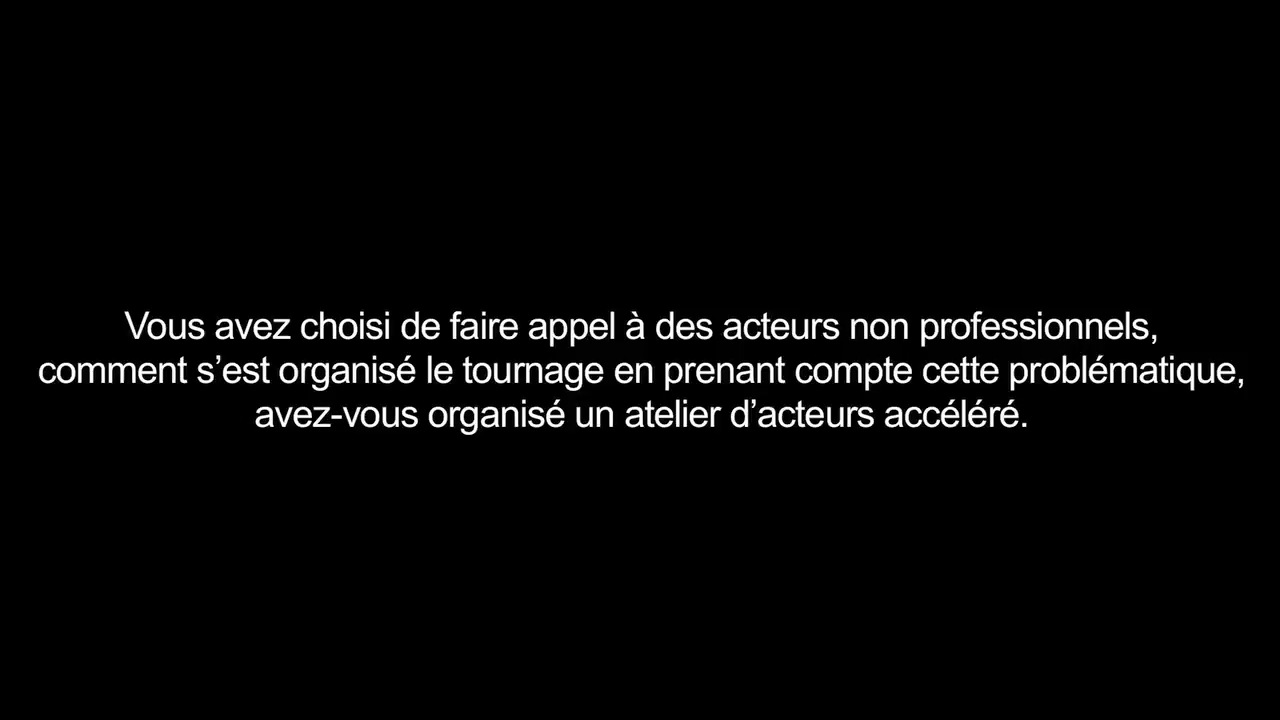 Vous avez choisi de faire appel à des acteurs non professionnels,
comment s’est organisé le tournage en prenant compte cette problématique,
avez-vous organisé un atelier d’acteurs accéléré.